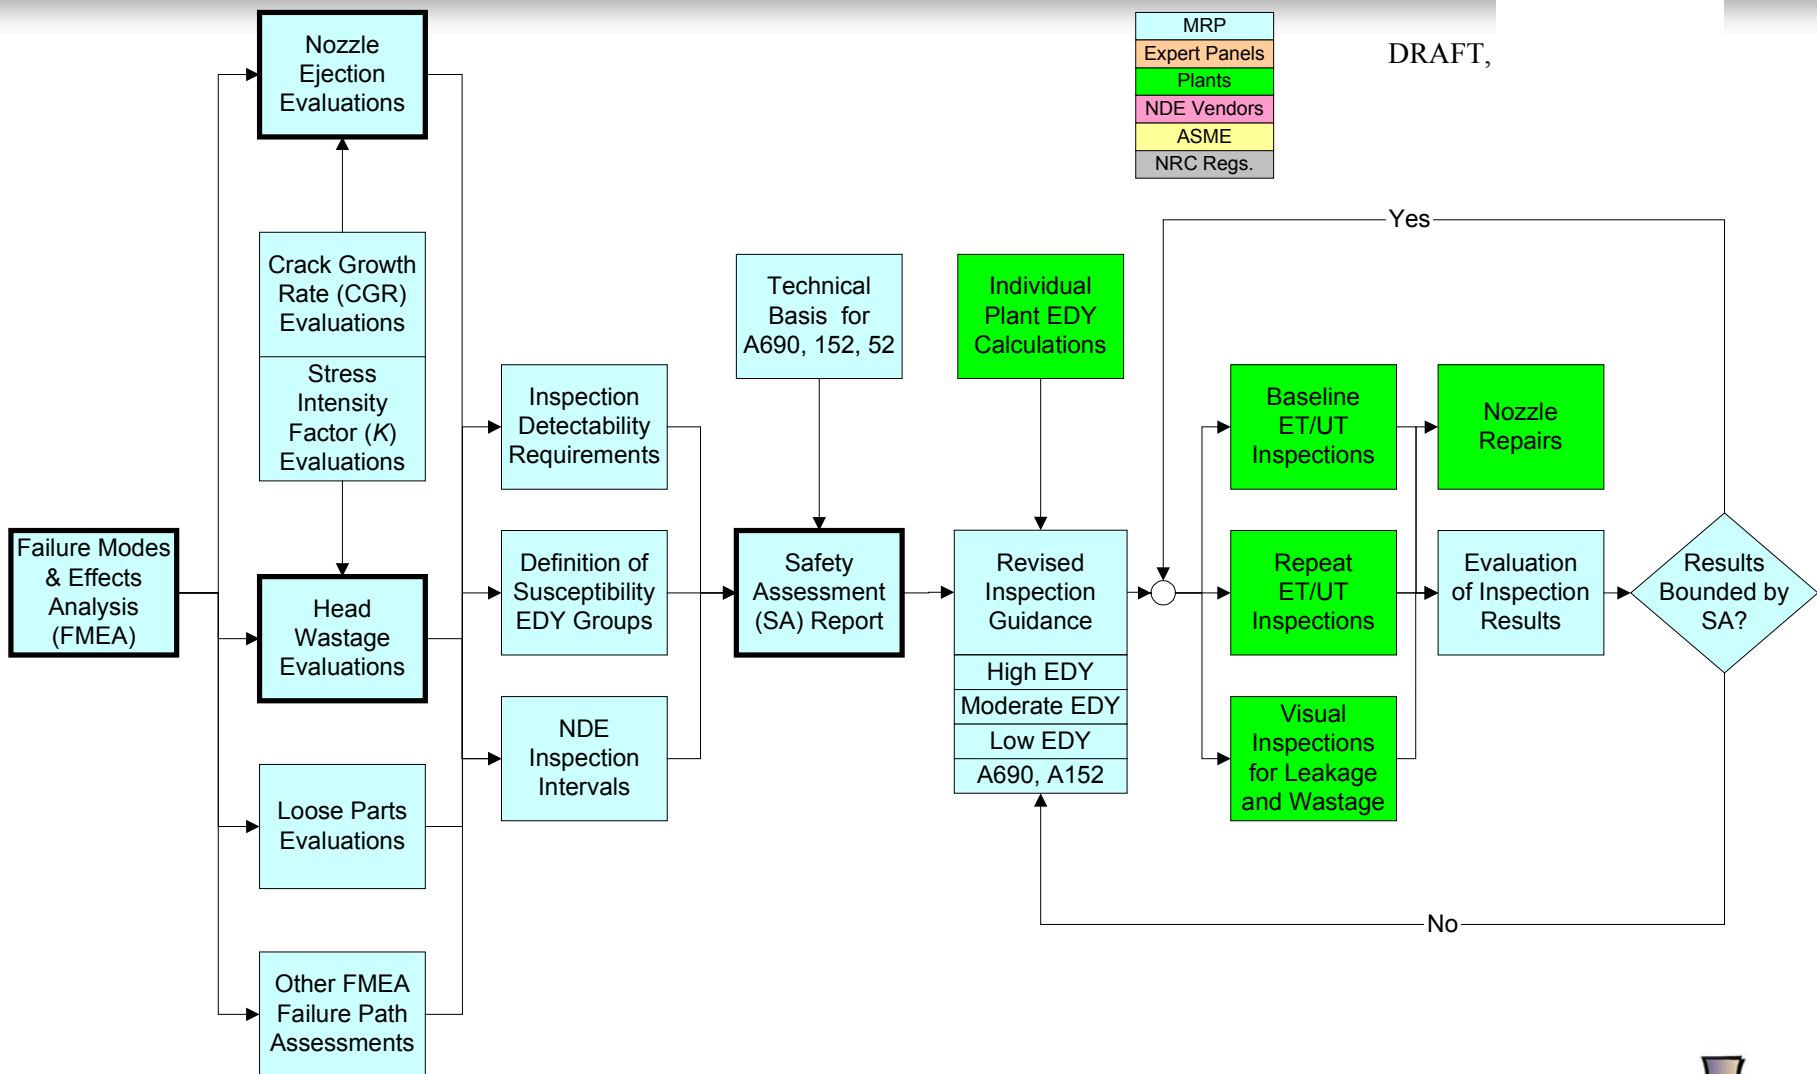 Nozzle
Ejection
Evaluations
MRP
Expert Panels
Plants
NDE Vendors
ASME
NRC Regs.
DRAFT,
Crack Growth
Rate (CGR)
Evaluations
Stress
Intensity
Factor (K)
Evaluations
Technical
Basis for
A690, 152, 52
Individual
Plant EDY
Calculations
Yes
Inspection
Detectability
Requirements
Baseline
ET/UT
Inspections
Nozzle
Repairs
Failure Modes
& Effects
Analysis
(FMEA)
Head
Wastage
Evaluations
Definition of
Susceptibility
EDY Groups
Safety
Assessment
(SA) Report
Revised
Inspection
Guidance
High EDY
Moderate EDY
Low EDY
A690, A152
Repeat
ET/UT
Inspections
Evaluation
of Inspection
Results
Results
Bounded by
SA?
NDE
Inspection
Intervals
Visual
Inspections
for Leakage
and Wastage
Loose Parts
Evaluations
No
Other FMEA
Failure Path
Assessments